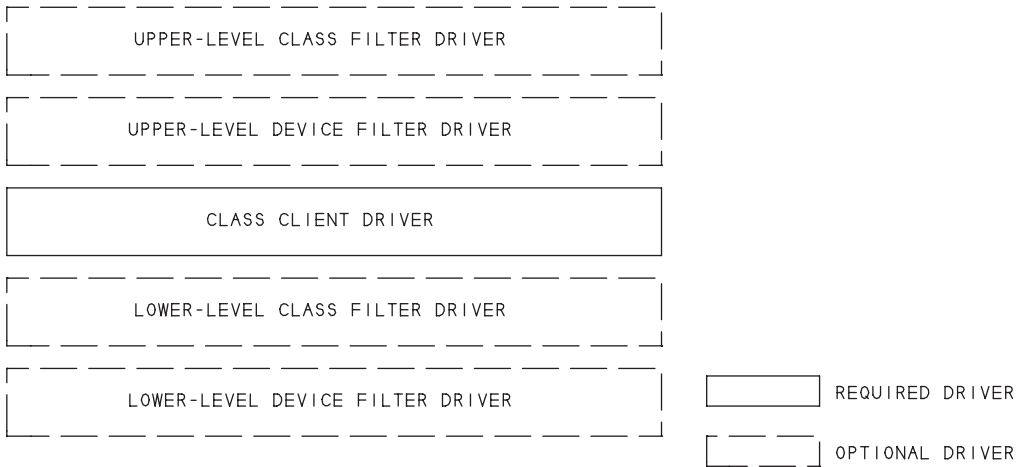 UPPER-LEVEL CLASS FILTER DRIVER
UPPER-LEVEL DEVICE FILTER DRIVER
CLASS CLIENT DRIVER
LOWER-LEVEL CLASS FILTER DRIVER
LOWER-LEVEL DEVICE FILTER DRIVER
REQUIRED DRIVER
OPTIONAL DRIVER